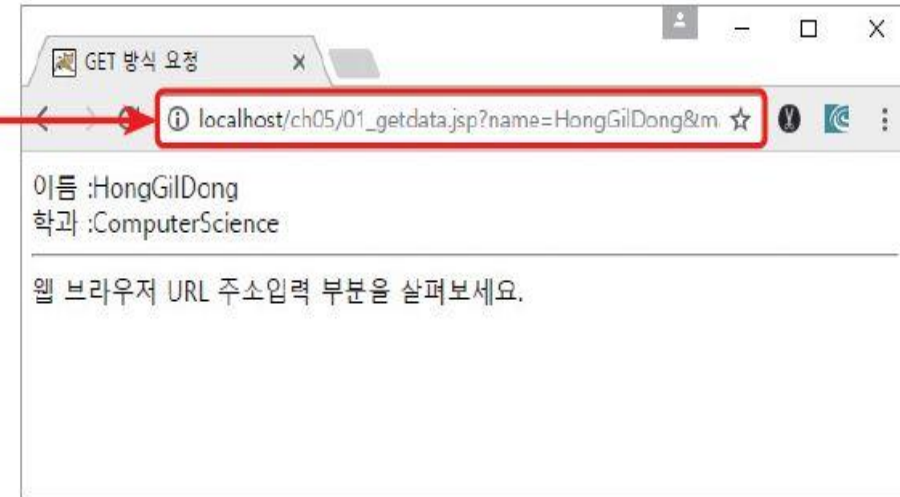 GET 방식 요청
localhost/ch05/01_getdata.jsp?name=HongGilDong&m
이름 :HongGilDong
학과 :ComputerScience
웹 브라우저 URL 주소입력 부분을 살펴보세요.